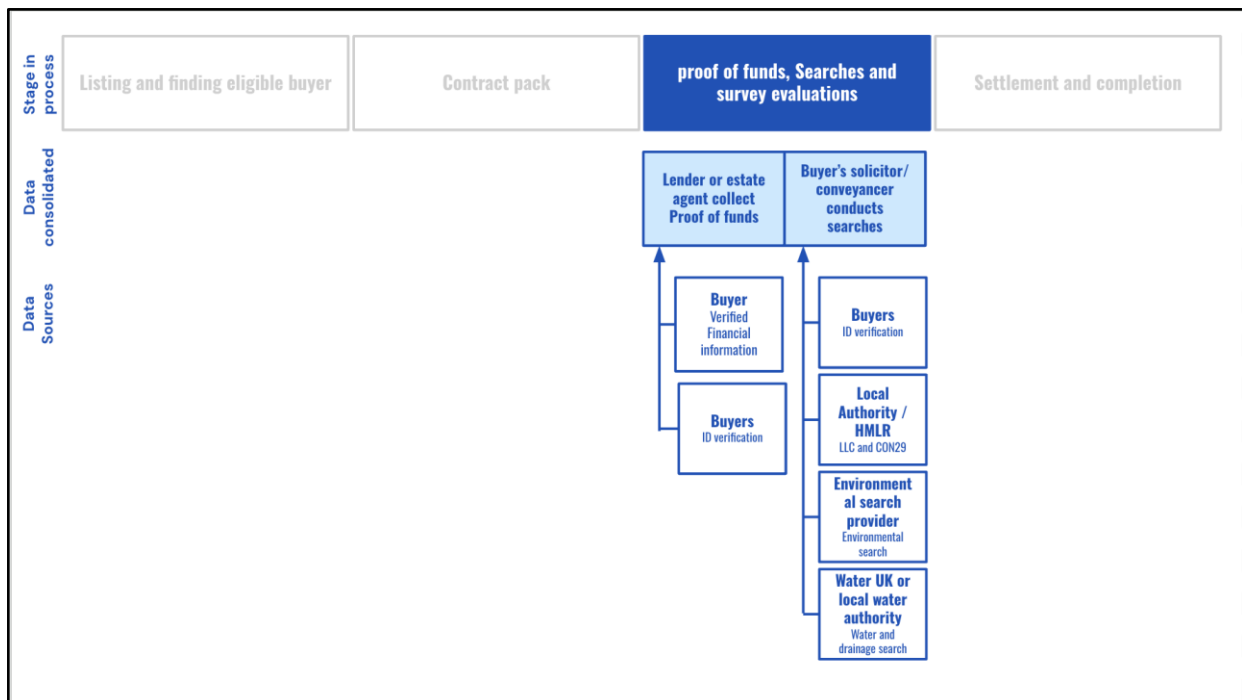 Stage in
process
Listing and finding eligible buyer
Contract pack
proof of funds, Searches and
survey evaluations
Settlement and completion
Data
consolidated
Lender or estate
agent collect
Proof of funds
Buyer's solicitor/
conveyancer
conducts
searches
Data
Sources
Buyer
Verified
Financial
information
Buyers
ID verification
Buyers
ID verification
Local
Authority /
HMLR
LLC and CON29
Environment
al search
provider
Environmental
search
Water UK or
local water
authority
Water and
drainage search